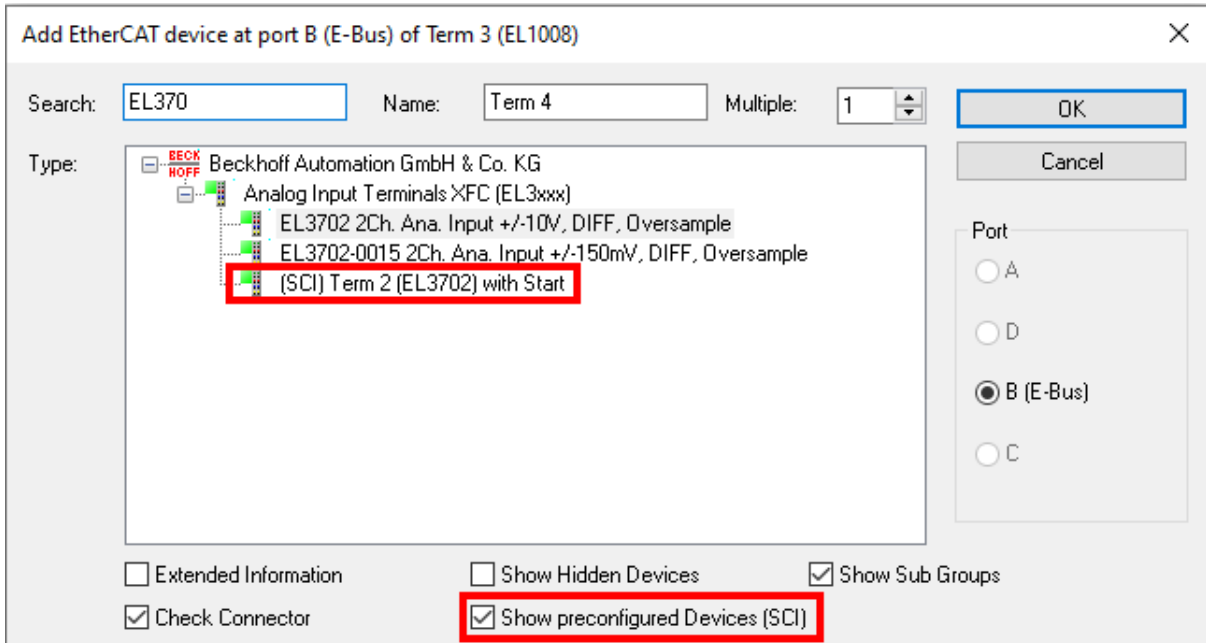 Add EtherCAT device at port B (E-Bus) of Term 3 (EL1008)
Search: EL370 Name: Term 4 Multiple: 1 OK
Cancel
Type:
BECKHOFF Beckhoff Automation GmbH & Co. KG
Analog Input Terminals XFC (EL3xxx)
EL3702 2Ch. Ana. Input +/-10V, DIFF, Oversample
EL3702-0015 2Ch. Ana. Input +/-150mV, DIFF, Oversample
(SCI) Term 2 (EL3702) with Start
Port
A
D
B (E-Bus)
C
Extended Information Show Hidden Devices Show Sub Groups
Check Connector Show preconfigured Devices (SCI)